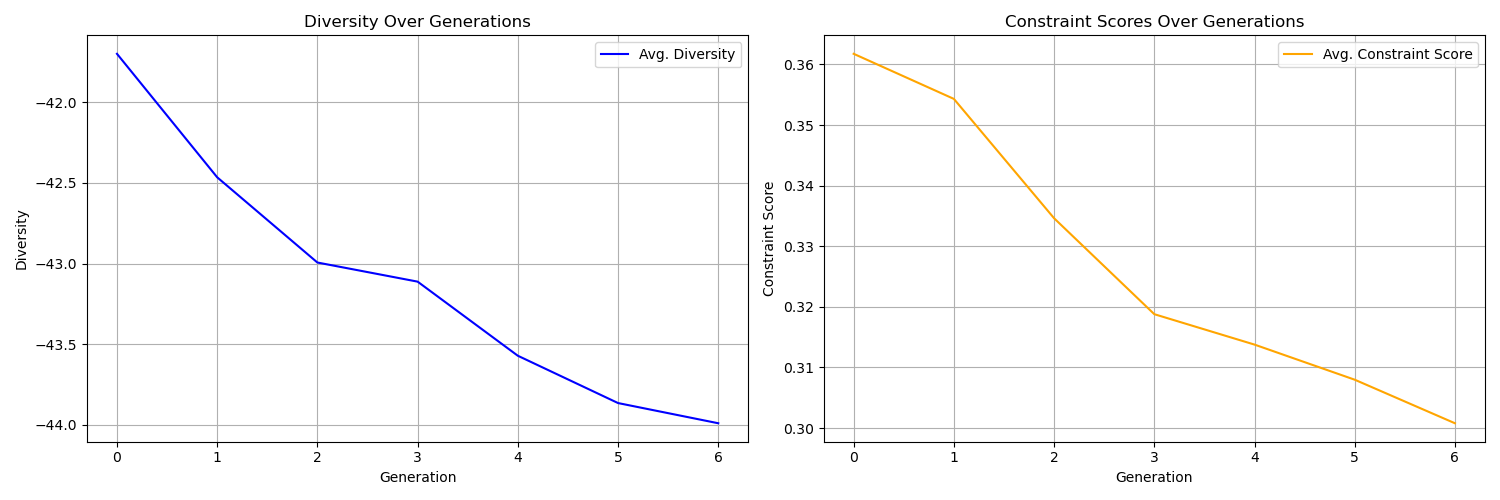 Diversity Over Generations
Avg. Diversity
Diversity
−42.0
−42.5
−43.0
−43.5
−44.0
0 1 2 3 4 5 6
Generation
Constraint Scores Over Generations
Avg. Constraint Score
Constraint Score
0.36
0.35
0.34
0.33
0.32
0.31
0.30
0 1 2 3 4 5 6
Generation